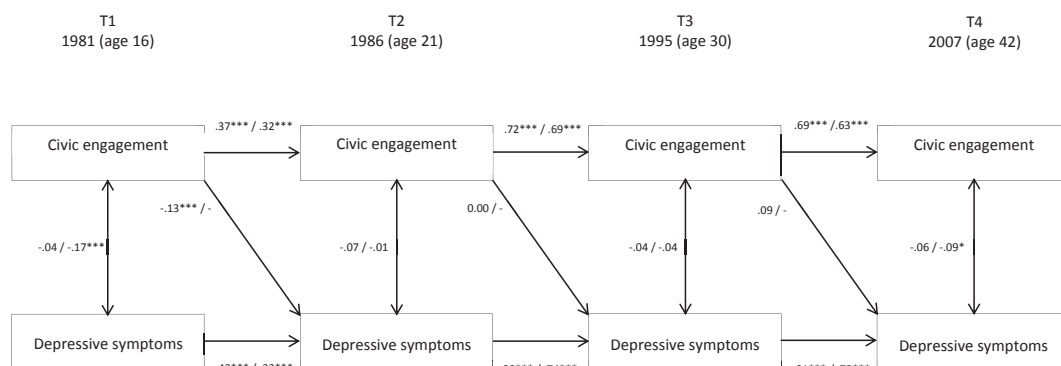 T1 T2 T3 T4
1981 (age 16) 1986 (age 21) 1995 (age 30) 2007 (age 42)
.37*** / .32*** .72*** / .69*** .69*** /.63***
Civic engagement Civic engagement Civic engagement Civic engagement
-.13*** / - 0.00 / - .09 / -
-.04 / -.17*** -.07 / -.01 -.04 / -.04 -.06 / -.09*
Depressive symptoms Depressive symptoms Depressive symptoms Depressive symptoms